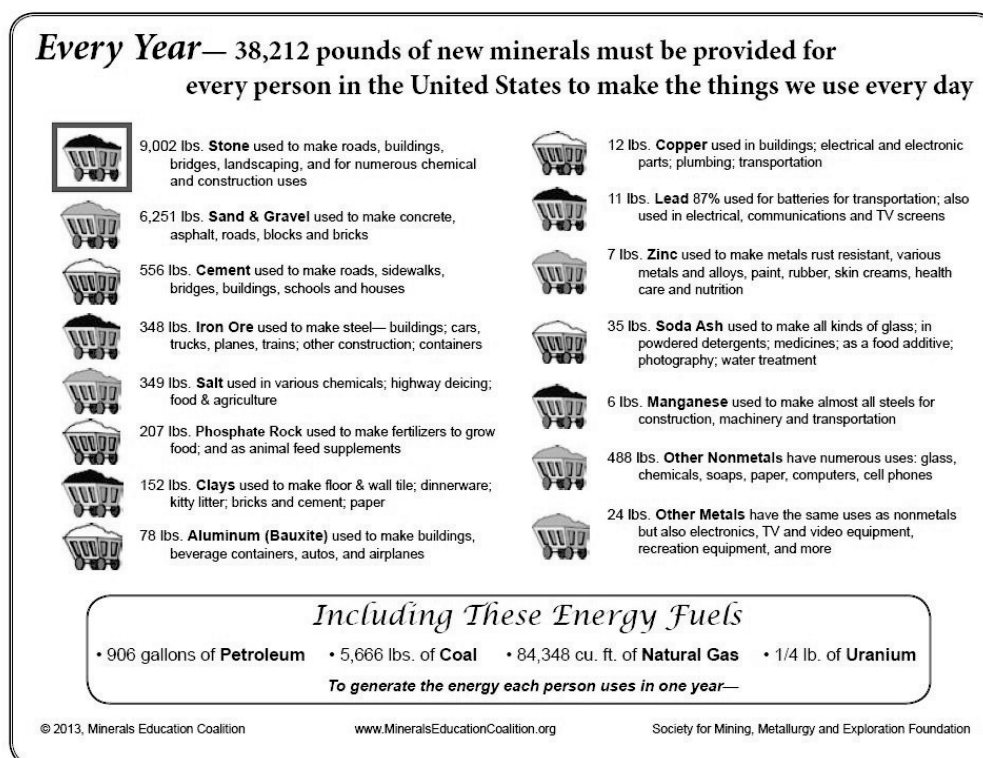 Every Year— 38,212 pounds of new minerals must be provided for
every person in the United States to make the things we use every day
9,002 lbs. Stone used to make roads, buildings,
bridges, landscaping, and for numerous chemical
and construction uses
6,251 lbs. Sand & Gravel used to make concrete,
asphalt, roads, blocks and bricks
556 lbs. Cement used to make roads, sidewalks,
bridges, buildings, schools and houses
348 lbs. Iron Ore used to make steel— buildings; cars,
trucks, planes, trains; other construction; containers
349 lbs. Salt used in various chemicals; highway deicing;
food & agriculture
207 lbs. Phosphate Rock used to make fertilizers to grow
food; and as animal feed supplements
152 lbs. Clays used to make floor & wall tile; dinnerware;
kitty litter; bricks and cement; paper
78 lbs. Aluminum (Bauxite) used to make buildings,
beverage containers, autos, and airplanes
12 lbs. Copper used in buildings; electrical and electronic
parts; plumbing; transportation
11 lbs. Lead 87% used for batteries for transportation; also
used in electrical, communications and TV screens
7 lbs. Zinc used to make metals rust resistant, various
metals and alloys, paint, rubber, skin creams, health
care and nutrition
35 lbs. Soda Ash used to make all kinds of glass; in
powdered detergents; medicines; as a food additive;
photography; water treatment
6 lbs. Manganese used to make almost all steels for
construction, machinery and transportation
488 lbs. Other Nonmetals have numerous uses: glass,
chemicals, soaps, paper, computers, cell phones
24 lbs. Other Metals have the same uses as nonmetals
but also electronics, TV and video equipment,
recreation equipment, and more
Including These Energy Fuels
• 906 gallons of Petroleum • 5,666 lbs. of Coal • 84,348 cu. ft. of Natural Gas • 1/4 lb. of Uranium
To generate the energy each person uses in one year—
© 2013, Minerals Education Coalition www.MineralsEducationCoalition.org Society for Mining, Metallurgy and Exploration Foundation